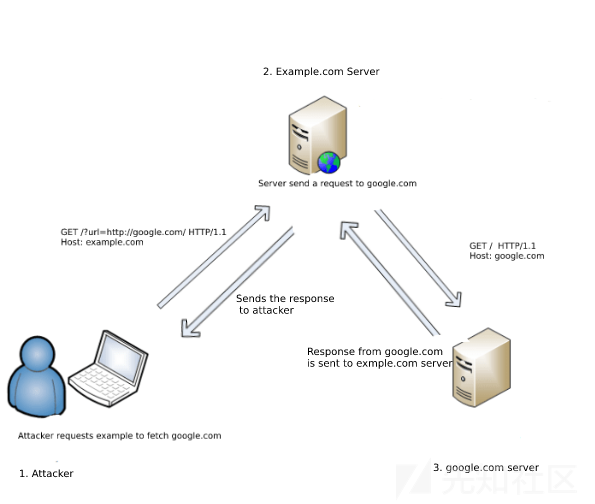 2. Example.com Server
Server send a request to google.com
GET /?url=http://google.com/ HTTP/1.1
Host: example.com
GET / HTTP/1.1
Host: google.com
Sends the response
to attacker
Response from google.com
is sent to exmple.com server
Attacker requests example to fetch google.com
1. Attacker
3. google.com server
先知社区